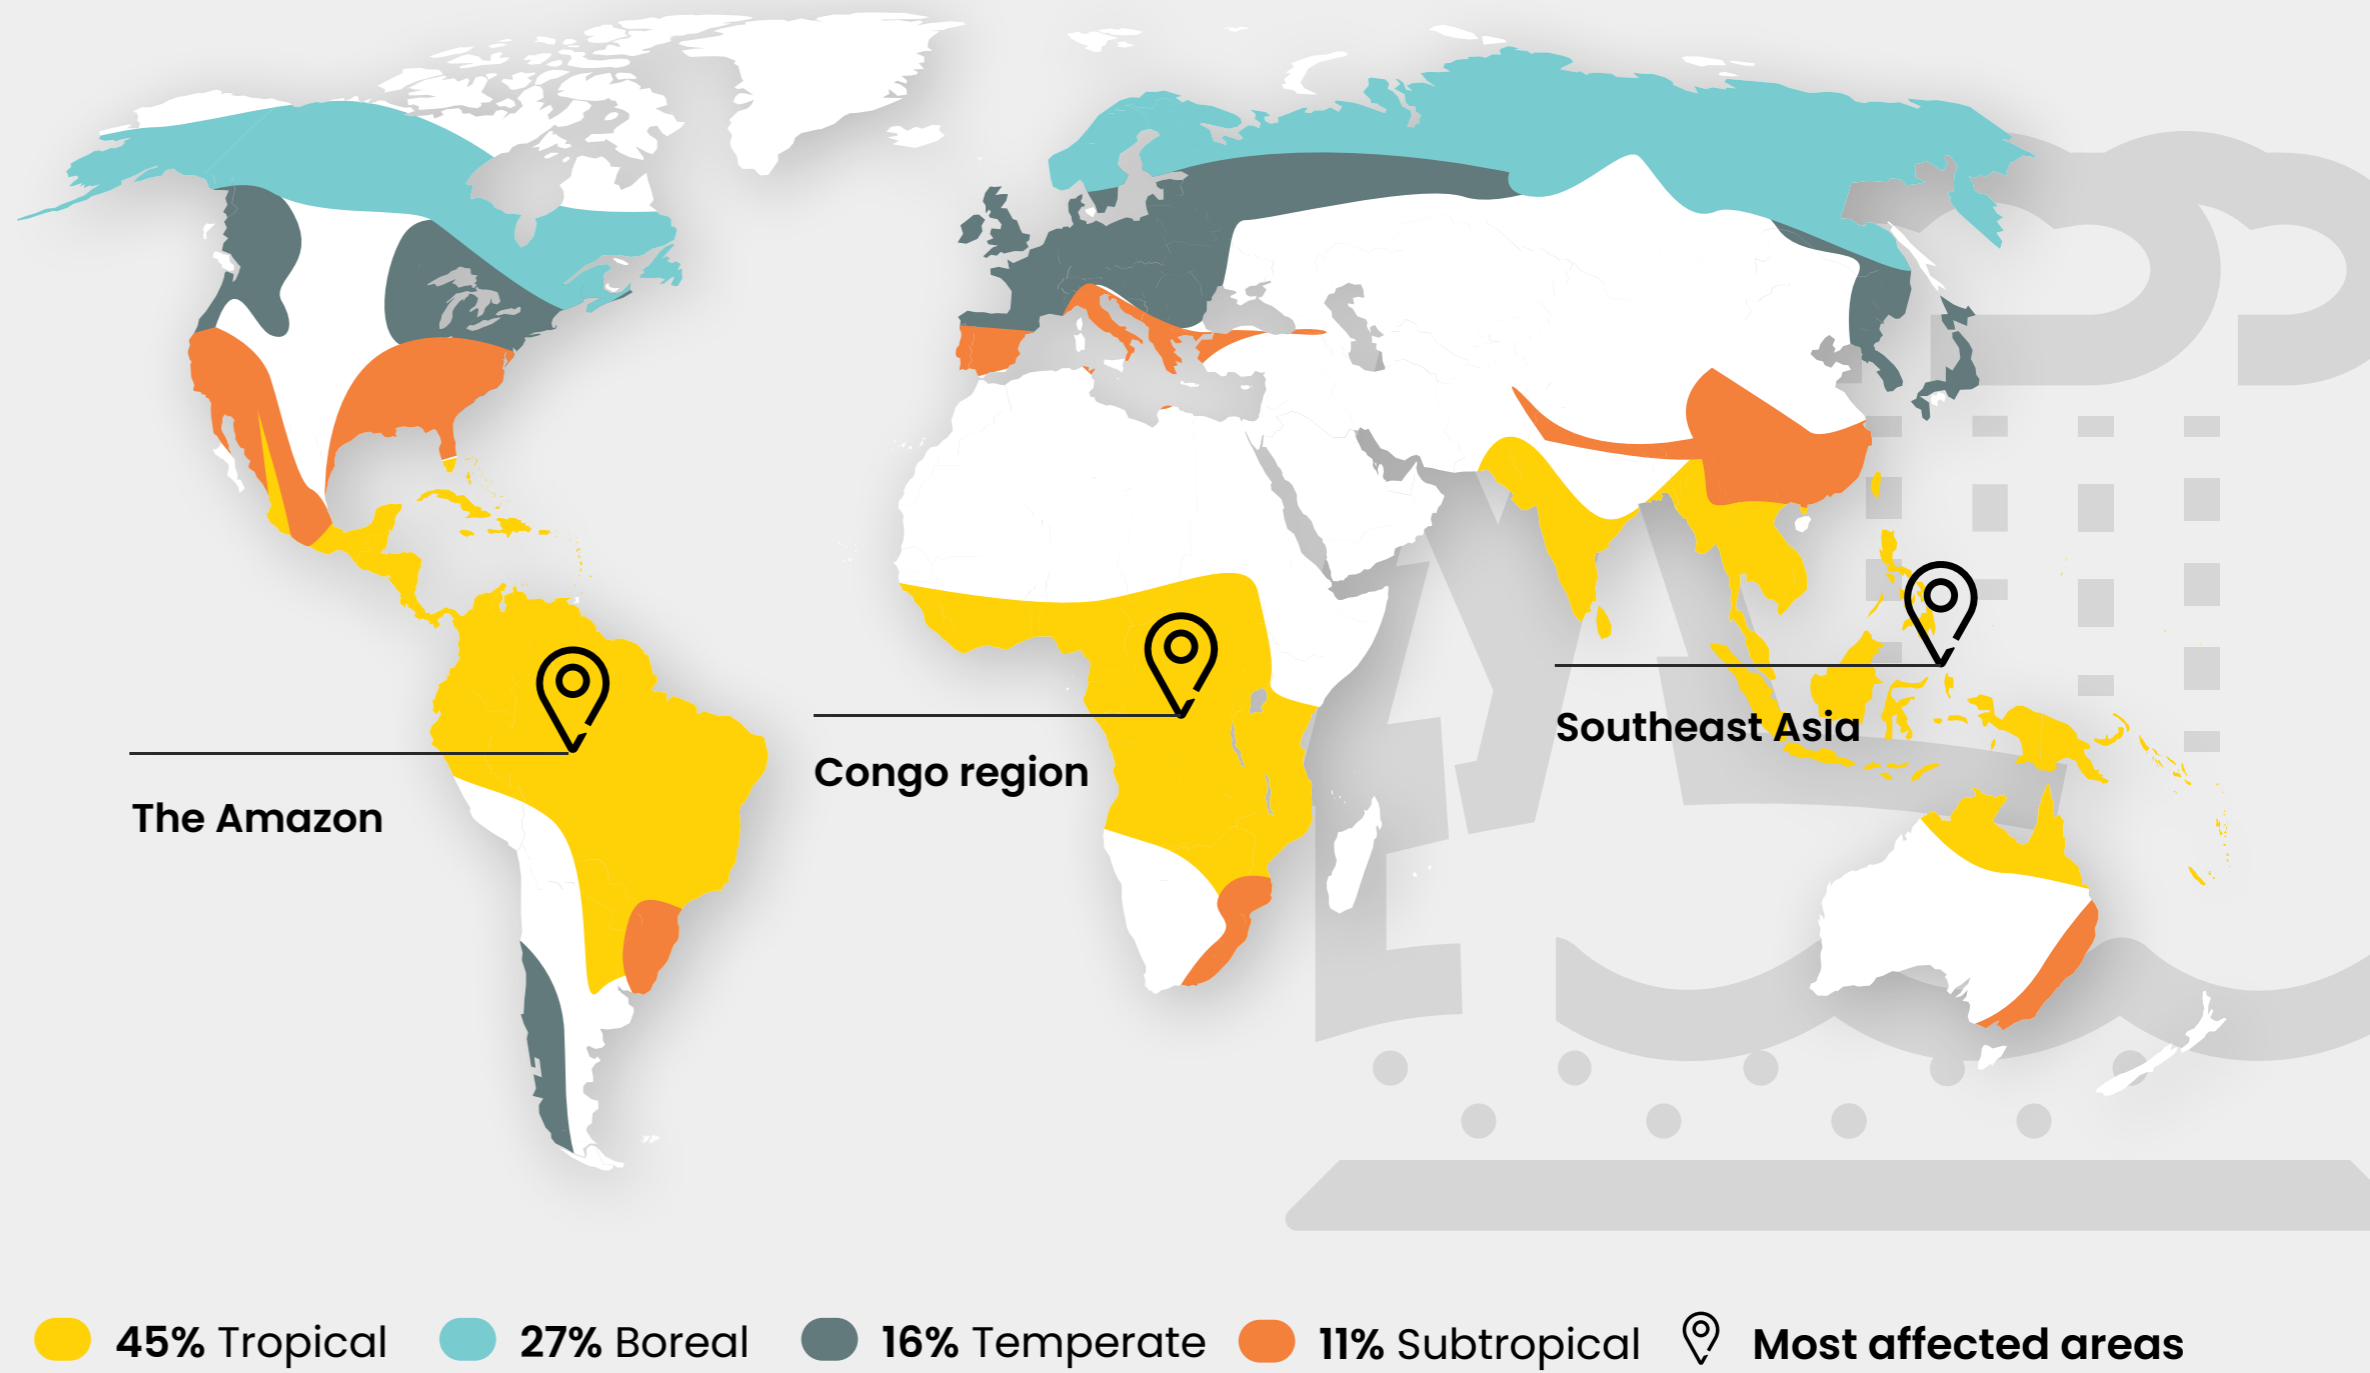 Southeast Asia
Congo region
The Amazon
45% Tropical
27% Boreal
16% Temperate
11% Subtropical
Most affected areas